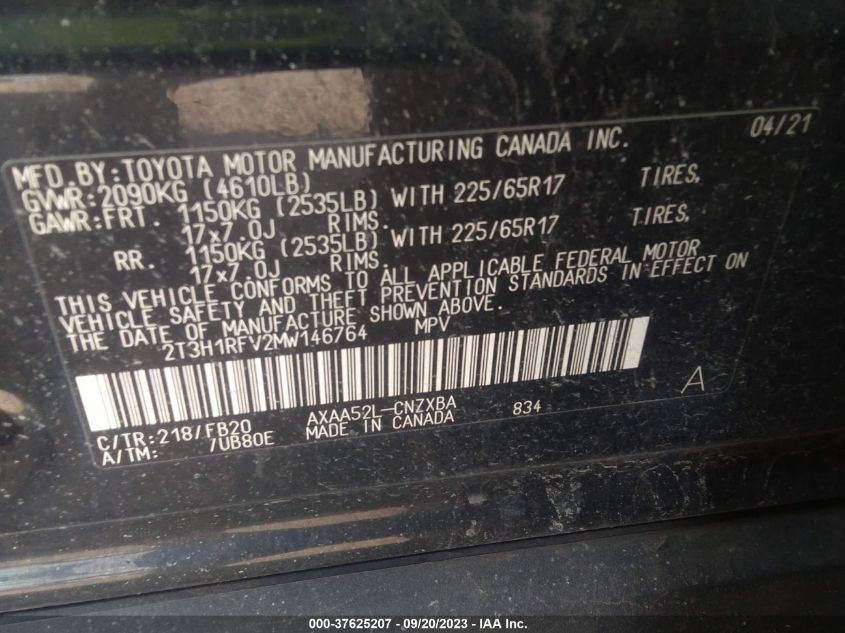 MFD.BY:TOYOTA MOTOR MANUFACTURING CANADA INC. 04/21
GVWR:2090KG (4610LB)
GAWR:FRT. 1150KG (2535LB) WITH 225/65R17 TIRES,
17x7.0J RIMS.
RR. 1150KG (2535LB) WITH 225/65R17 TIRES,
17x7.0J RIMS.
THIS VEHICLE CONFORMS TO ALL APPLICABLE FEDERAL MOTOR
VEHICLE SAFETY AND THEFT PREVENTION STANDARDS IN EFFECT ON
THE DATE OF MANUFACTURE SHOWN ABOVE.
2T3H1RFV2MW146764 MPV
A
C/TR:218/FB20 AXAA52L-CNZXBA 834
A/TM: /UB80E MADE IN CANADA
000-37625207 - 09/20/2023 - IAA Inc.